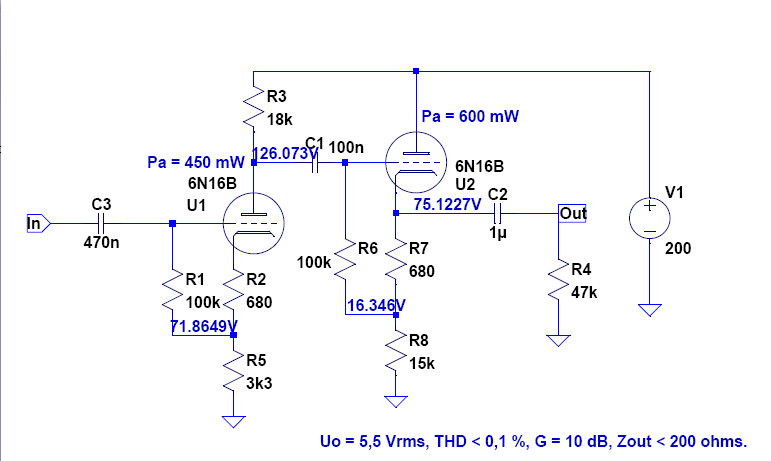 R3
18k
Pa = 600 mW
C1 100n
126.073V
Pa = 450 mW
6N16B
U1
6N16B
U2
C3
470n
In
75.1227V
C2
1µ
Out
V1
200
R1
100k
R2
680
R6
100k
R7
680
R4
47k
71.8649V
16.346V
R5
3k3
R8
15k
Uo = 5,5 Vrms, THD < 0,1 %, G = 10 dB, Zout < 200 ohms.